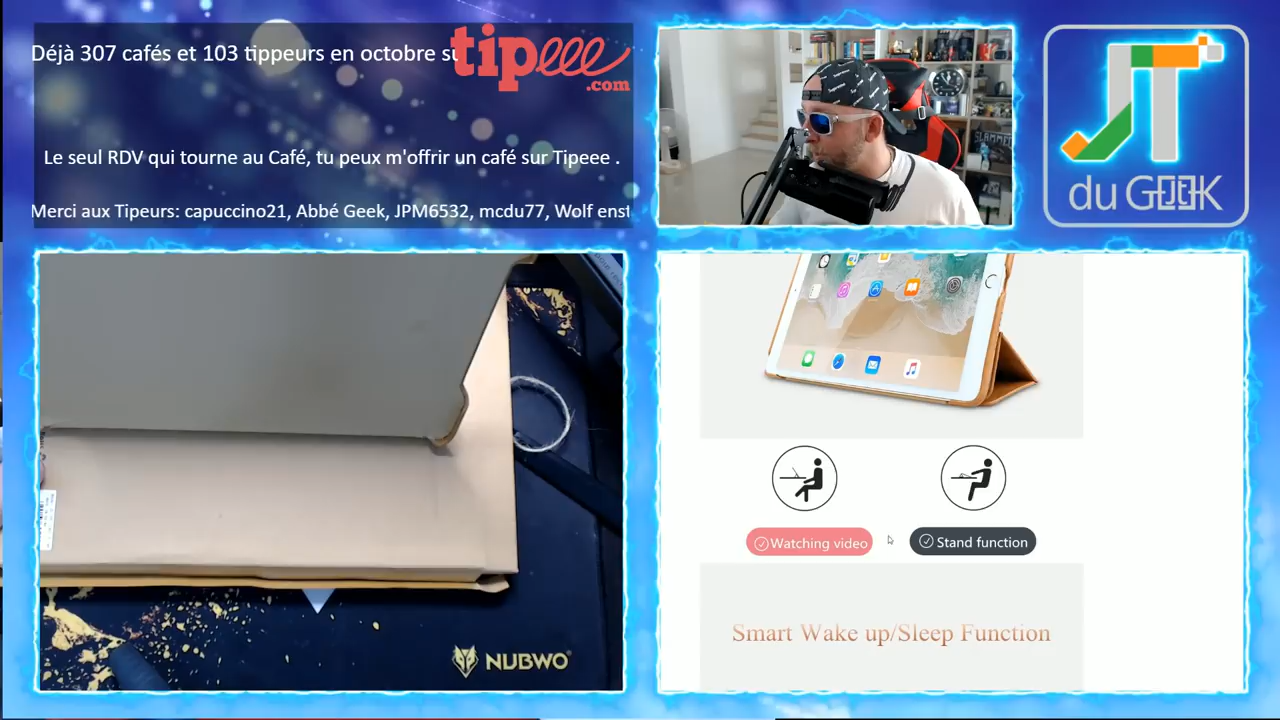 Déjà 307 cafés et 103 tippeurs en octobre su
tipeee
.com
Le seul RDV qui tourne au Café, tu peux m'offrir un café sur Tipeee .
Merci aux Tipeurs: capuccino21, Abbé Geek, JPM6532, mcdu77, Wolf enst
JT
du GEEK
NUBWO
Watching video
Stand function
Smart Wake up/Sleep Function